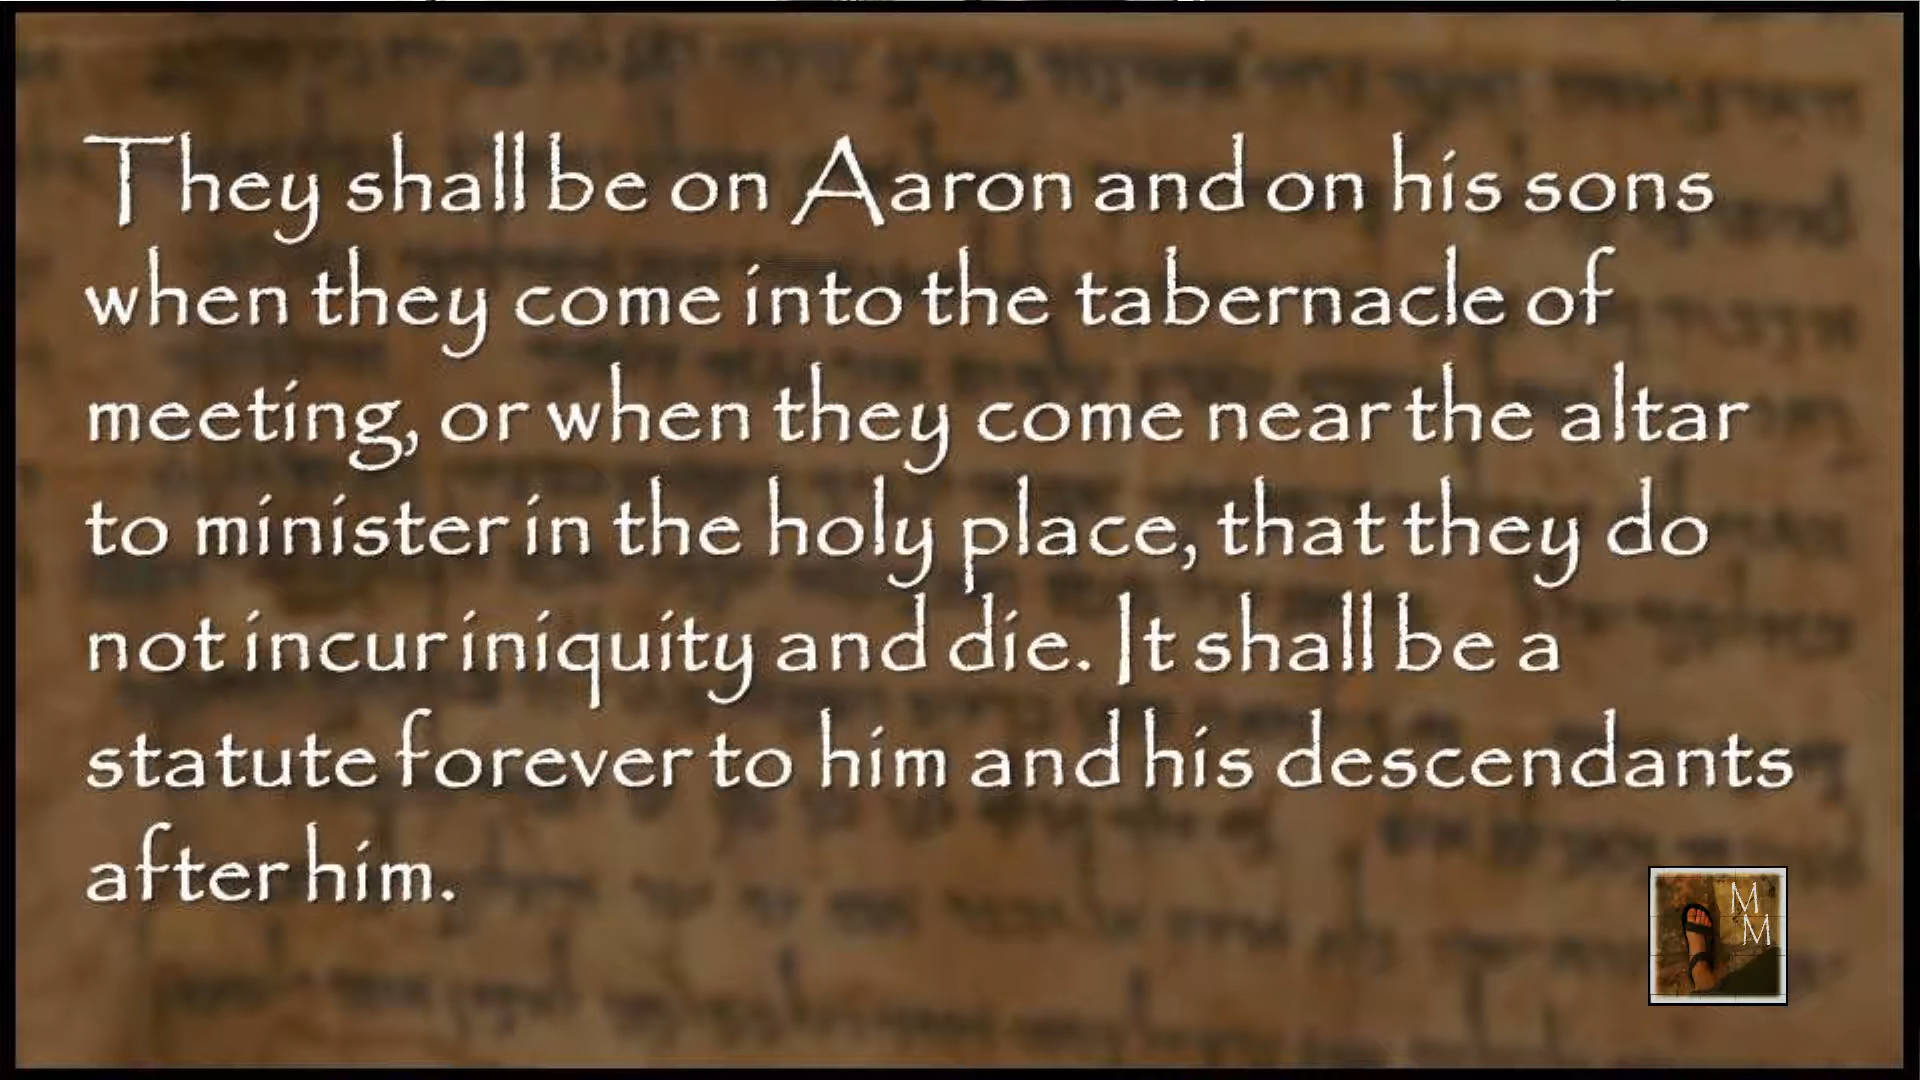 They shall be on Aaron and on his sons
when they come into the tabernacle of
meeting, or when they come near the altar
to minister in the holy place, that they do
not incur iniquity and die. It shall be a
statute forever to him and his descendants
after him.
M
M